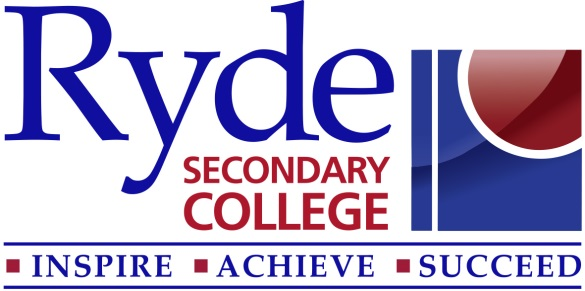 Ryde
SECONDARY
COLLEGE
▪ INSPIRE ▪ ACHIEVE ▪ SUCCEED